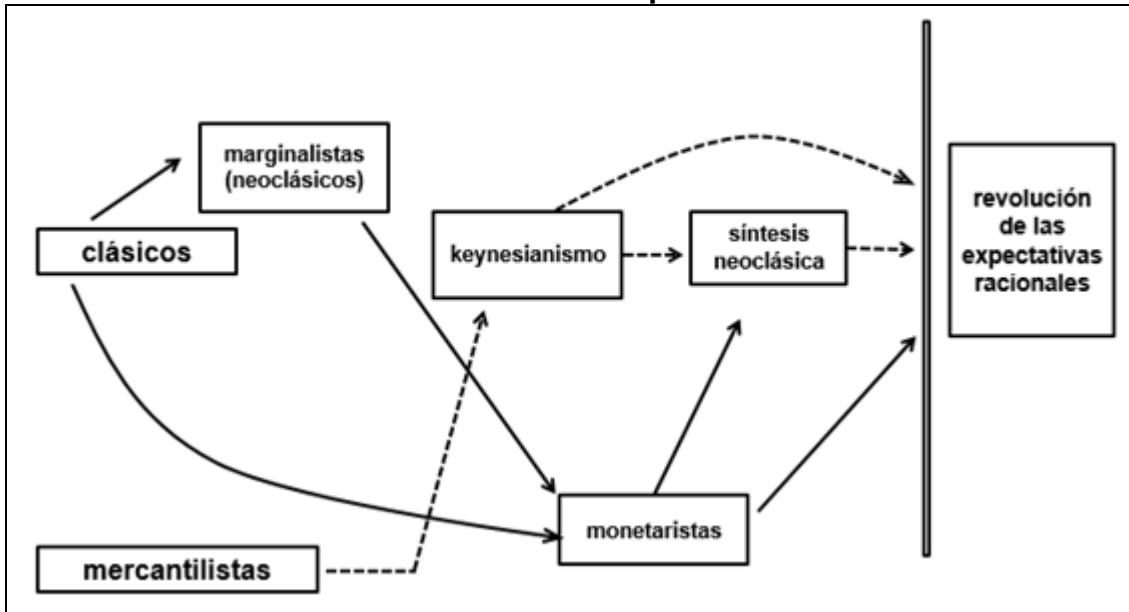 marginalistas
(neoclásicos)
clásicos
keynesianismo
síntesis
neoclásica
revolución
de las
expectativas
racionales
monetaristas
mercantilistas